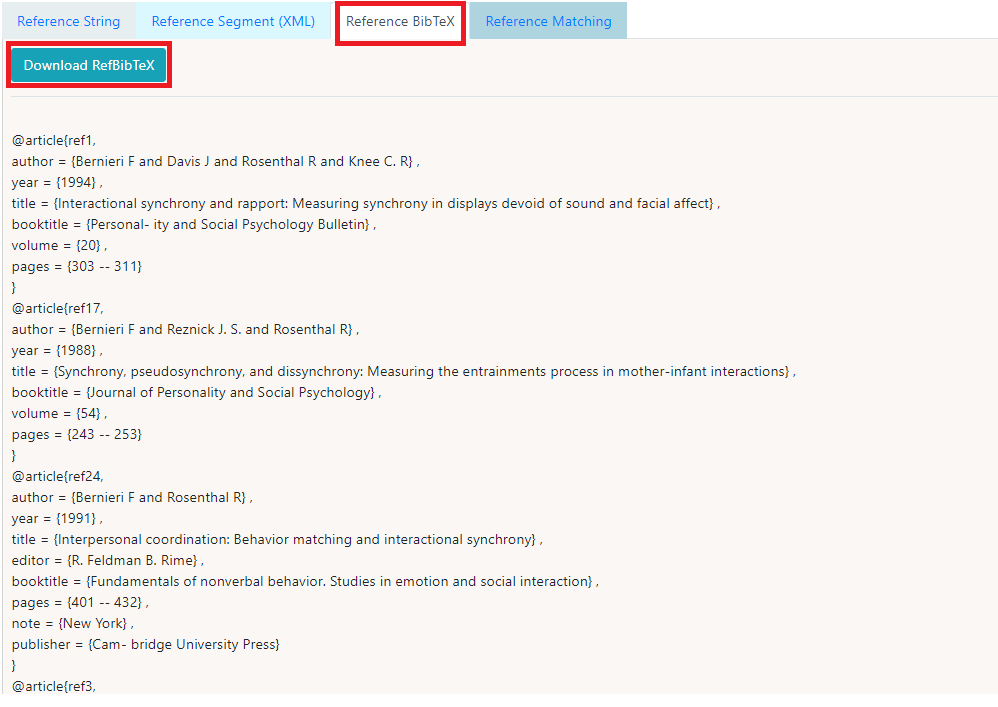 Reference String Reference Segment (XML) Reference BibTeX Reference Matching
Download RefBibTeX
@article{ref1,
author = {Bernieri F and Davis J and Rosenthal R and Knee C. R} ,
year = {1994} ,
title = {Interactional synchrony and rapport: Measuring synchrony in displays devoid of sound and facial affect} ,
booktitle = {Personal- ity and Social Psychology Bulletin} ,
volume = {20} ,
pages = {303 -- 311}
}
@article{ref17,
author = {Bernieri F and Reznick J. S. and Rosenthal R} ,
year = {1988} ,
title = {Synchrony, pseudosynchrony, and dissynchrony: Measuring the entrainments process in mother-infant interactions} ,
booktitle = {Journal of Personality and Social Psychology} ,
volume = {54} ,
pages = {243 -- 253}
}
@article{ref24,
author = {Bernieri F and Rosenthal R} ,
year = {1991} ,
title = {Interpersonal coordination: Behavior matching and interactional synchrony} ,
editor = {R. Feldman B. Rime} ,
booktitle = {Fundamentals of nonverbal behavior. Studies in emotion and social interaction} ,
pages = {401 -- 432} ,
note = {New York} ,
publisher = {Cam- bridge University Press}
}
@article{ref3,